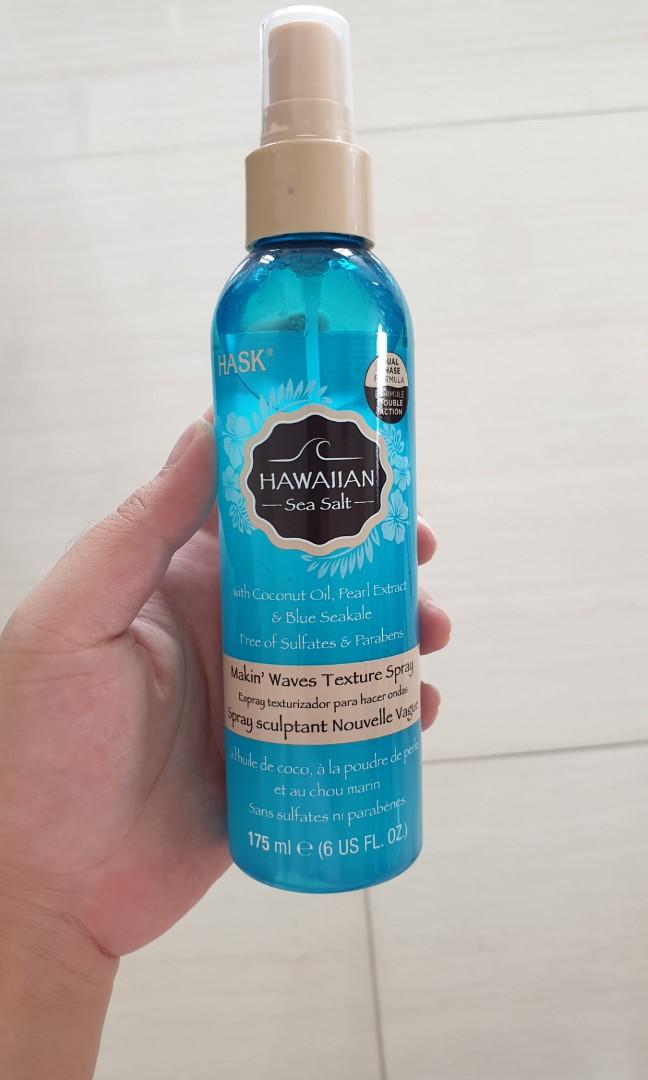 HASK®
DUAL
PHASE
FORMULA
FORMULE
DOUBLE
ACTION
HAWAIIAN
Sea Salt
with Coconut Oil, Pearl Extract
& Blue Seakale
Free of Sulfates & Parabens
Makin' Waves Texture Spray
Espray texturizador para hacer ondas
Spray sculptant Nouvelle Vague
à l'huile de coco, à la poudre de perle
et au chou marin
Sans sulfates ni parabènes
175 ml ℮ (6 US FL. OZ.)